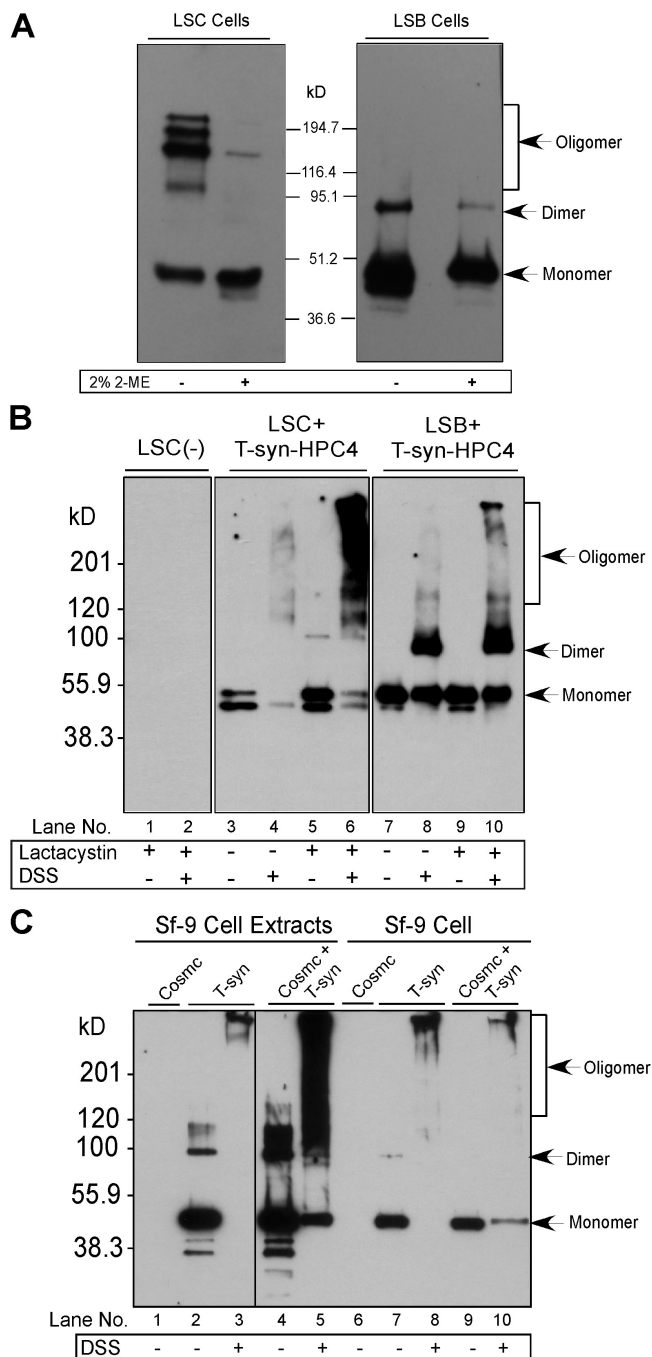 A
LSC Cells
LSB Cells
kD
194.7
116.4
95.1
51.2
36.6
Oligomer
Dimer
Monomer
2% 2-ME - + - +
B
LSC(-)
LSC+
T-syn-HPC4
LSB+
T-syn-HPC4
kD
201
120
100
55.9
38.3
Oligomer
Dimer
Monomer
Lane No. 1 2 3 4 5 6 7 8 9 10
Lactacystin + + - - + + - - + +
DSS - + - + - + - + - +
C
Sf-9 Cell Extracts
Sf-9 Cell
Cosmc
T-syn
Cosmc +
T-syn
Cosmc
T-syn
Cosmc +
T-syn
kD
201
120
100
55.9
38.3
Oligomer
Dimer
Monomer
Lane No. 1 2 3 4 5 6 7 8 9 10
DSS - - + - + - - + - +